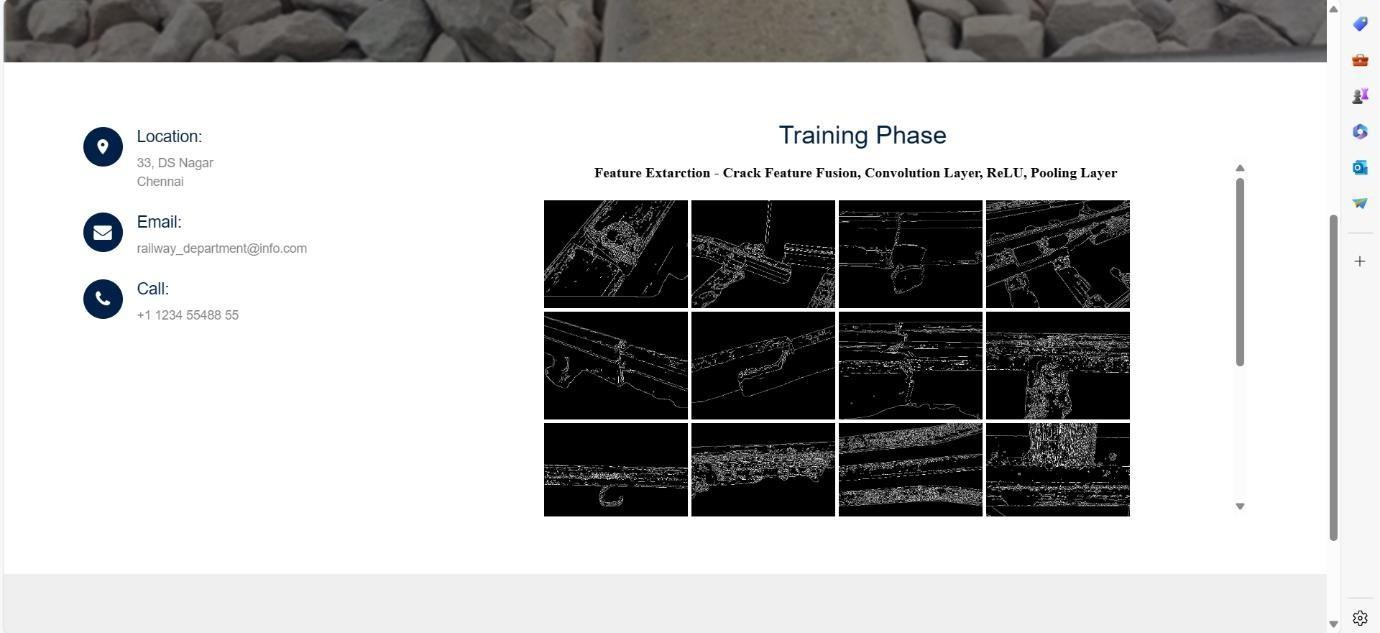 Location:
33, DS Nagar
Chennai
Email:
railway_department@info.com
Call:
+1 1234 55488 55
Training Phase
Feature Extarction - Crack Feature Fusion, Convolution Layer, ReLU, Pooling Layer